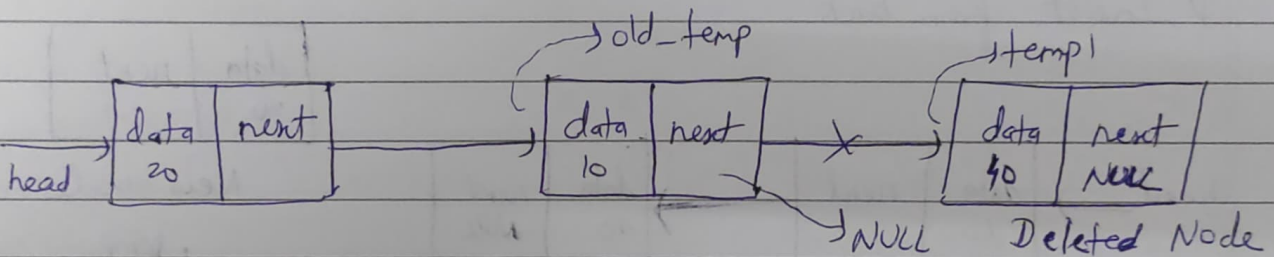 old_temp
temp1
data next
20
data next
10
data next
40 NULL
head
NULL
Deleted Node